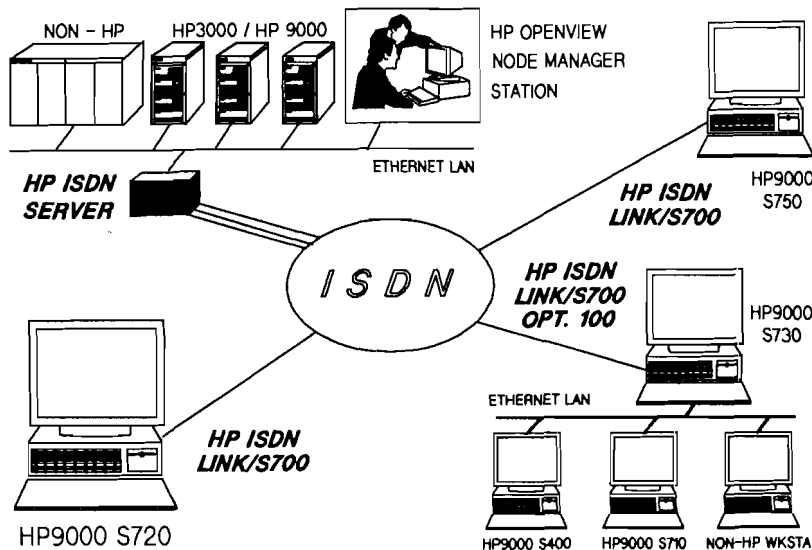 NON - HP
HP3000 / HP 9000
HP OPENVIEW
NODE MANAGER
STATION
ETHERNET LAN
HP ISDN
SERVER
HP ISDN
LINK/S700
HP9000
S750
ISDN
HP ISDN
LINK/S700
OPT. 100
HP9000
S730
ETHERNET LAN
HP ISDN
LINK/S700
HP9000 S720
HP9000 S400
HP9000 S710
NON-HP WKSTA